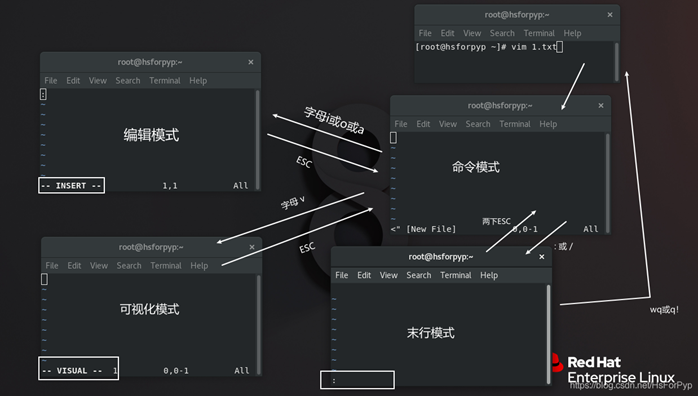 root@hsforpyp:~
×
File Edit View Search Terminal Help
[root@hsforpyp ~]# vim 1.txt
root@hsforpyp:~
×
File Edit View Search Terminal Help
:
~
~
~
~
~
~
编辑模式
-- INSERT -- 1,1 All
字母i或o或a
ESC
root@hsforpyp:~
×
File Edit View Search Terminal Help
~
~
~
~
~
~
命令模式
两下ESC
<" [New File] 0,0-1 All
: 或 /
字母 v
ESC
root@hsforpyp:~
×
File Edit View Search Terminal Help
~
~
~
~
~
~
可视化模式
-- VISUAL -- 1 0,0-1 All
root@hsforpyp:~
×
File Edit View Search Terminal Help
~
~
~
~
~
~
末行模式
:
wq或q!
Red Hat
Enterprise Linux
https://blog.csdn.net/HsForPyp